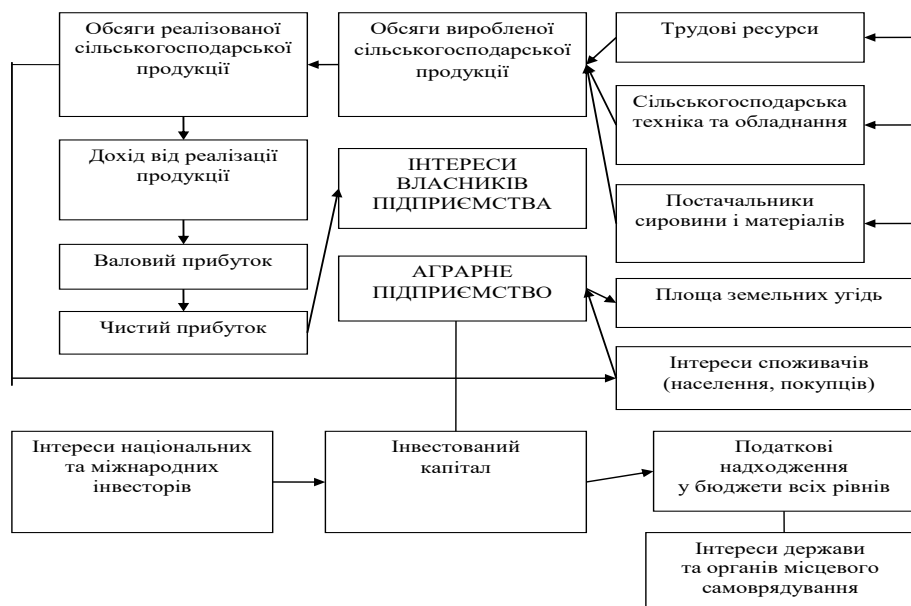 Обсяги реалізованої
сільськогосподарської
продукції
Обсяги виробленої
сільськогосподарської
продукції
Трудові ресурси
Сільськогосподарська
техніка та обладнання
Дохід від реалізації
продукції
ІНТЕРЕСИ
ВЛАСНИКІВ
ПІДПРИЄМСТВА
Постачальники
сировини і матеріалів
Валовий прибуток
АГРАРНЕ
ПІДПРИЄМСТВО
Площа земельних угідь
Чистий прибуток
Інтереси споживачів
(населення, покупців)
Інтереси національних
та міжнародних
інвесторів
Інвестований
капітал
Податкові
надходження
у бюджети всіх рівнів
Інтереси держави
та органів місцевого
самоврядування